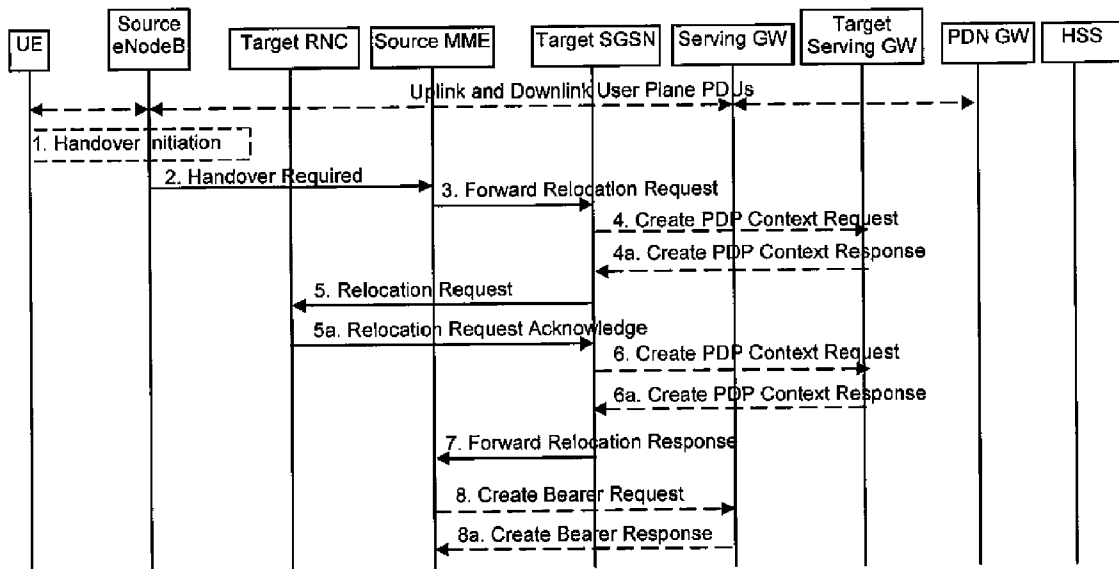 UE
Source
eNodeB
Target RNC
Source MME
Target SGSN
Serving GW
Target
Serving GW
PDN GW
HSS
Uplink and Downlink User Plane PDUs
1. Handover Initiation
2. Handover Required
3. Forward Relocation Request
4. Create PDP Context Request
4a. Create PDP Context Response
5. Relocation Request
5a. Relocation Request Acknowledge
6. Create PDP Context Request
6a. Create PDP Context Response
7. Forward Relocation Response
8. Create Bearer Request
8a. Create Bearer Response